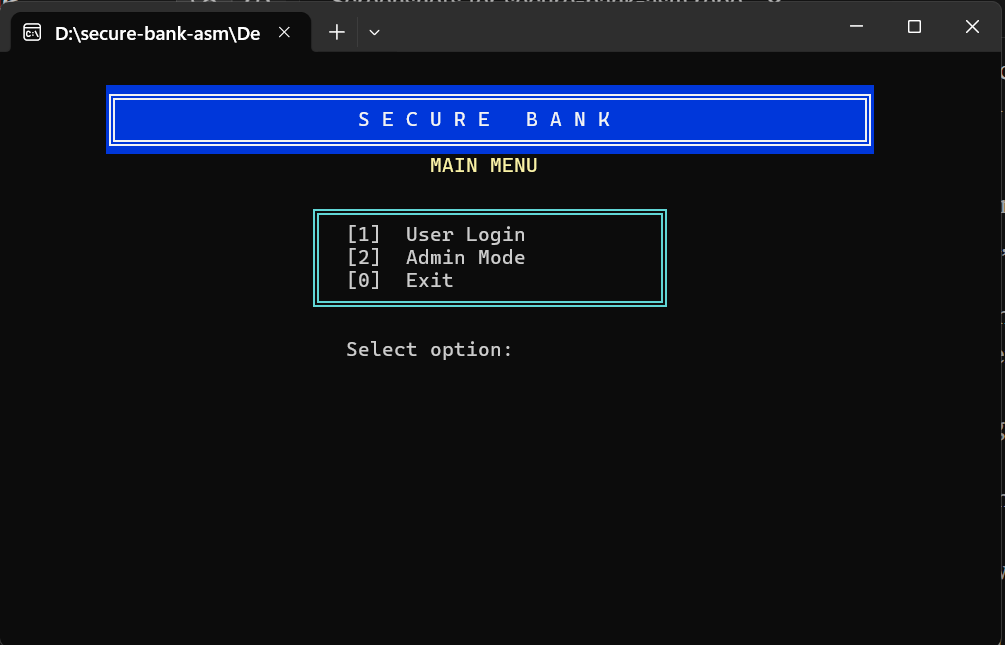 D:\secure-bank-asm\De
S E C U R E   B A N K
MAIN MENU
[1]  User Login
[2]  Admin Mode
[0]  Exit
Select option: